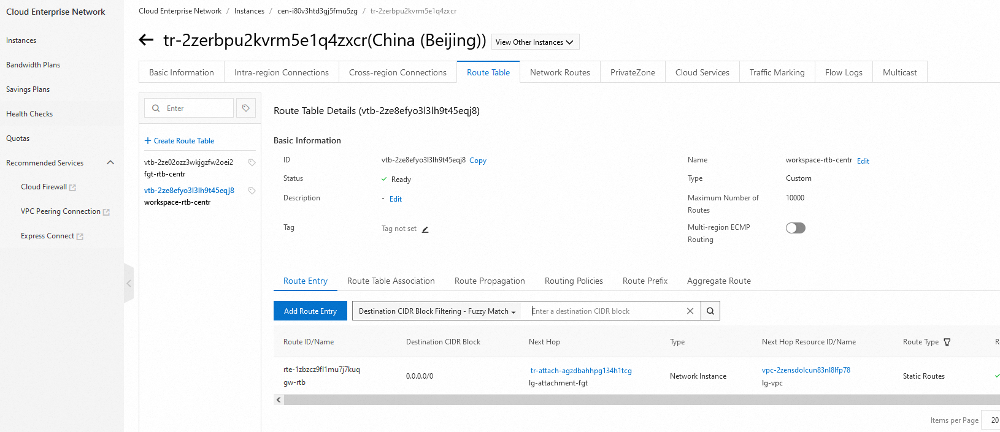 Cloud Enterprise Network
Instances
Bandwidth Plans
Savings Plans
Health Checks
Quotas
Recommended Services
Cloud Firewall
VPC Peering Connection
Express Connect
Cloud Enterprise Network / Instances / cen-i80v3htd3gj5fmu5zg / tr-2zerbpu2kvrm5e1q4zxcr
tr-2zerbpu2kvrm5e1q4zxcr(China (Beijing)) View Other Instances
Basic Information Intra-region Connections Cross-region Connections Route Table Network Routes PrivateZone Cloud Services Traffic Marking Flow Logs Multicast
Enter
+ Create Route Table
vtb-2ze02ozz3wkjgzfw2oei2
fgt-rtb-centr
vtb-2ze8efyo3l3lh9t45eqj8
workspace-rtb-centr
Route Table Details (vtb-2ze8efyo3l3lh9t45eqj8)
Basic Information
ID vtb-2ze8efyo3l3lh9t45eqj8 Copy
Name workspace-rtb-centr Edit
Status Ready
Type Custom
Description - Edit
Maximum Number of Routes 10000
Tag Tag not set
Multi-region ECMP Routing
Route Entry Route Table Association Route Propagation Routing Policies Route Prefix Aggregate Route
Add Route Entry Destination CIDR Block Filtering - Fuzzy Match Enter a destination CIDR block
Route ID/Name Destination CIDR Block Next Hop Type Next Hop Resource ID/Name Route Type R
rte-1zbzcz9fl1mu7j7kuq tr-attach-agzdbahhpg134h1tcg vpc-2zensdolcun83nl8lfp78
0.0.0.0/0 Network Instance Static Routes
gw-rtb lg-attachment-fgt lg-vpc
Items per Page 20